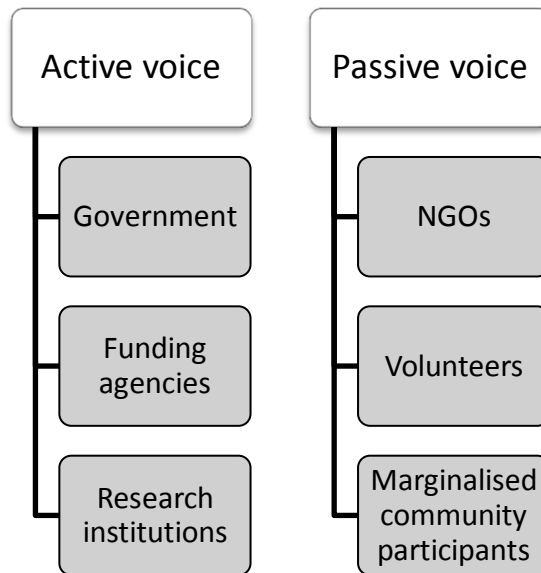 Active voice
Government
Funding
agencies
Research
institutions
Passive voice
NGOs
Volunteers
Marginalised
community
participants